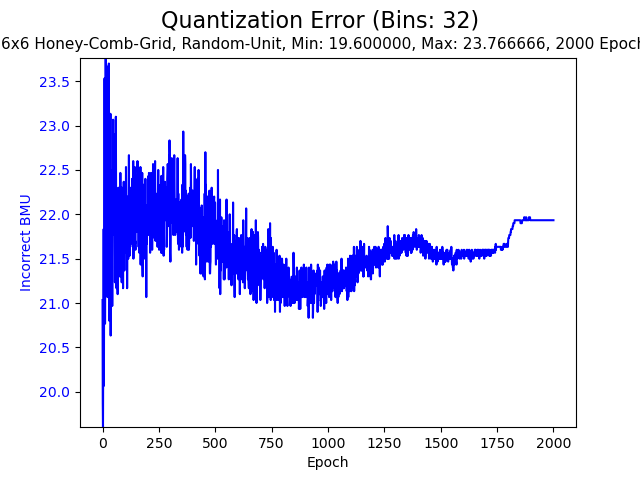 Quantization Error (Bins: 32)
6x6 Honey-Comb-Grid, Random-Unit, Min: 19.600000, Max: 23.766666, 2000 Epoch
23.5
23.0
22.5
22.0
21.5
21.0
20.5
20.0
Incorrect BMU
0 250 500 750 1000 1250 1500 1750 2000
Epoch